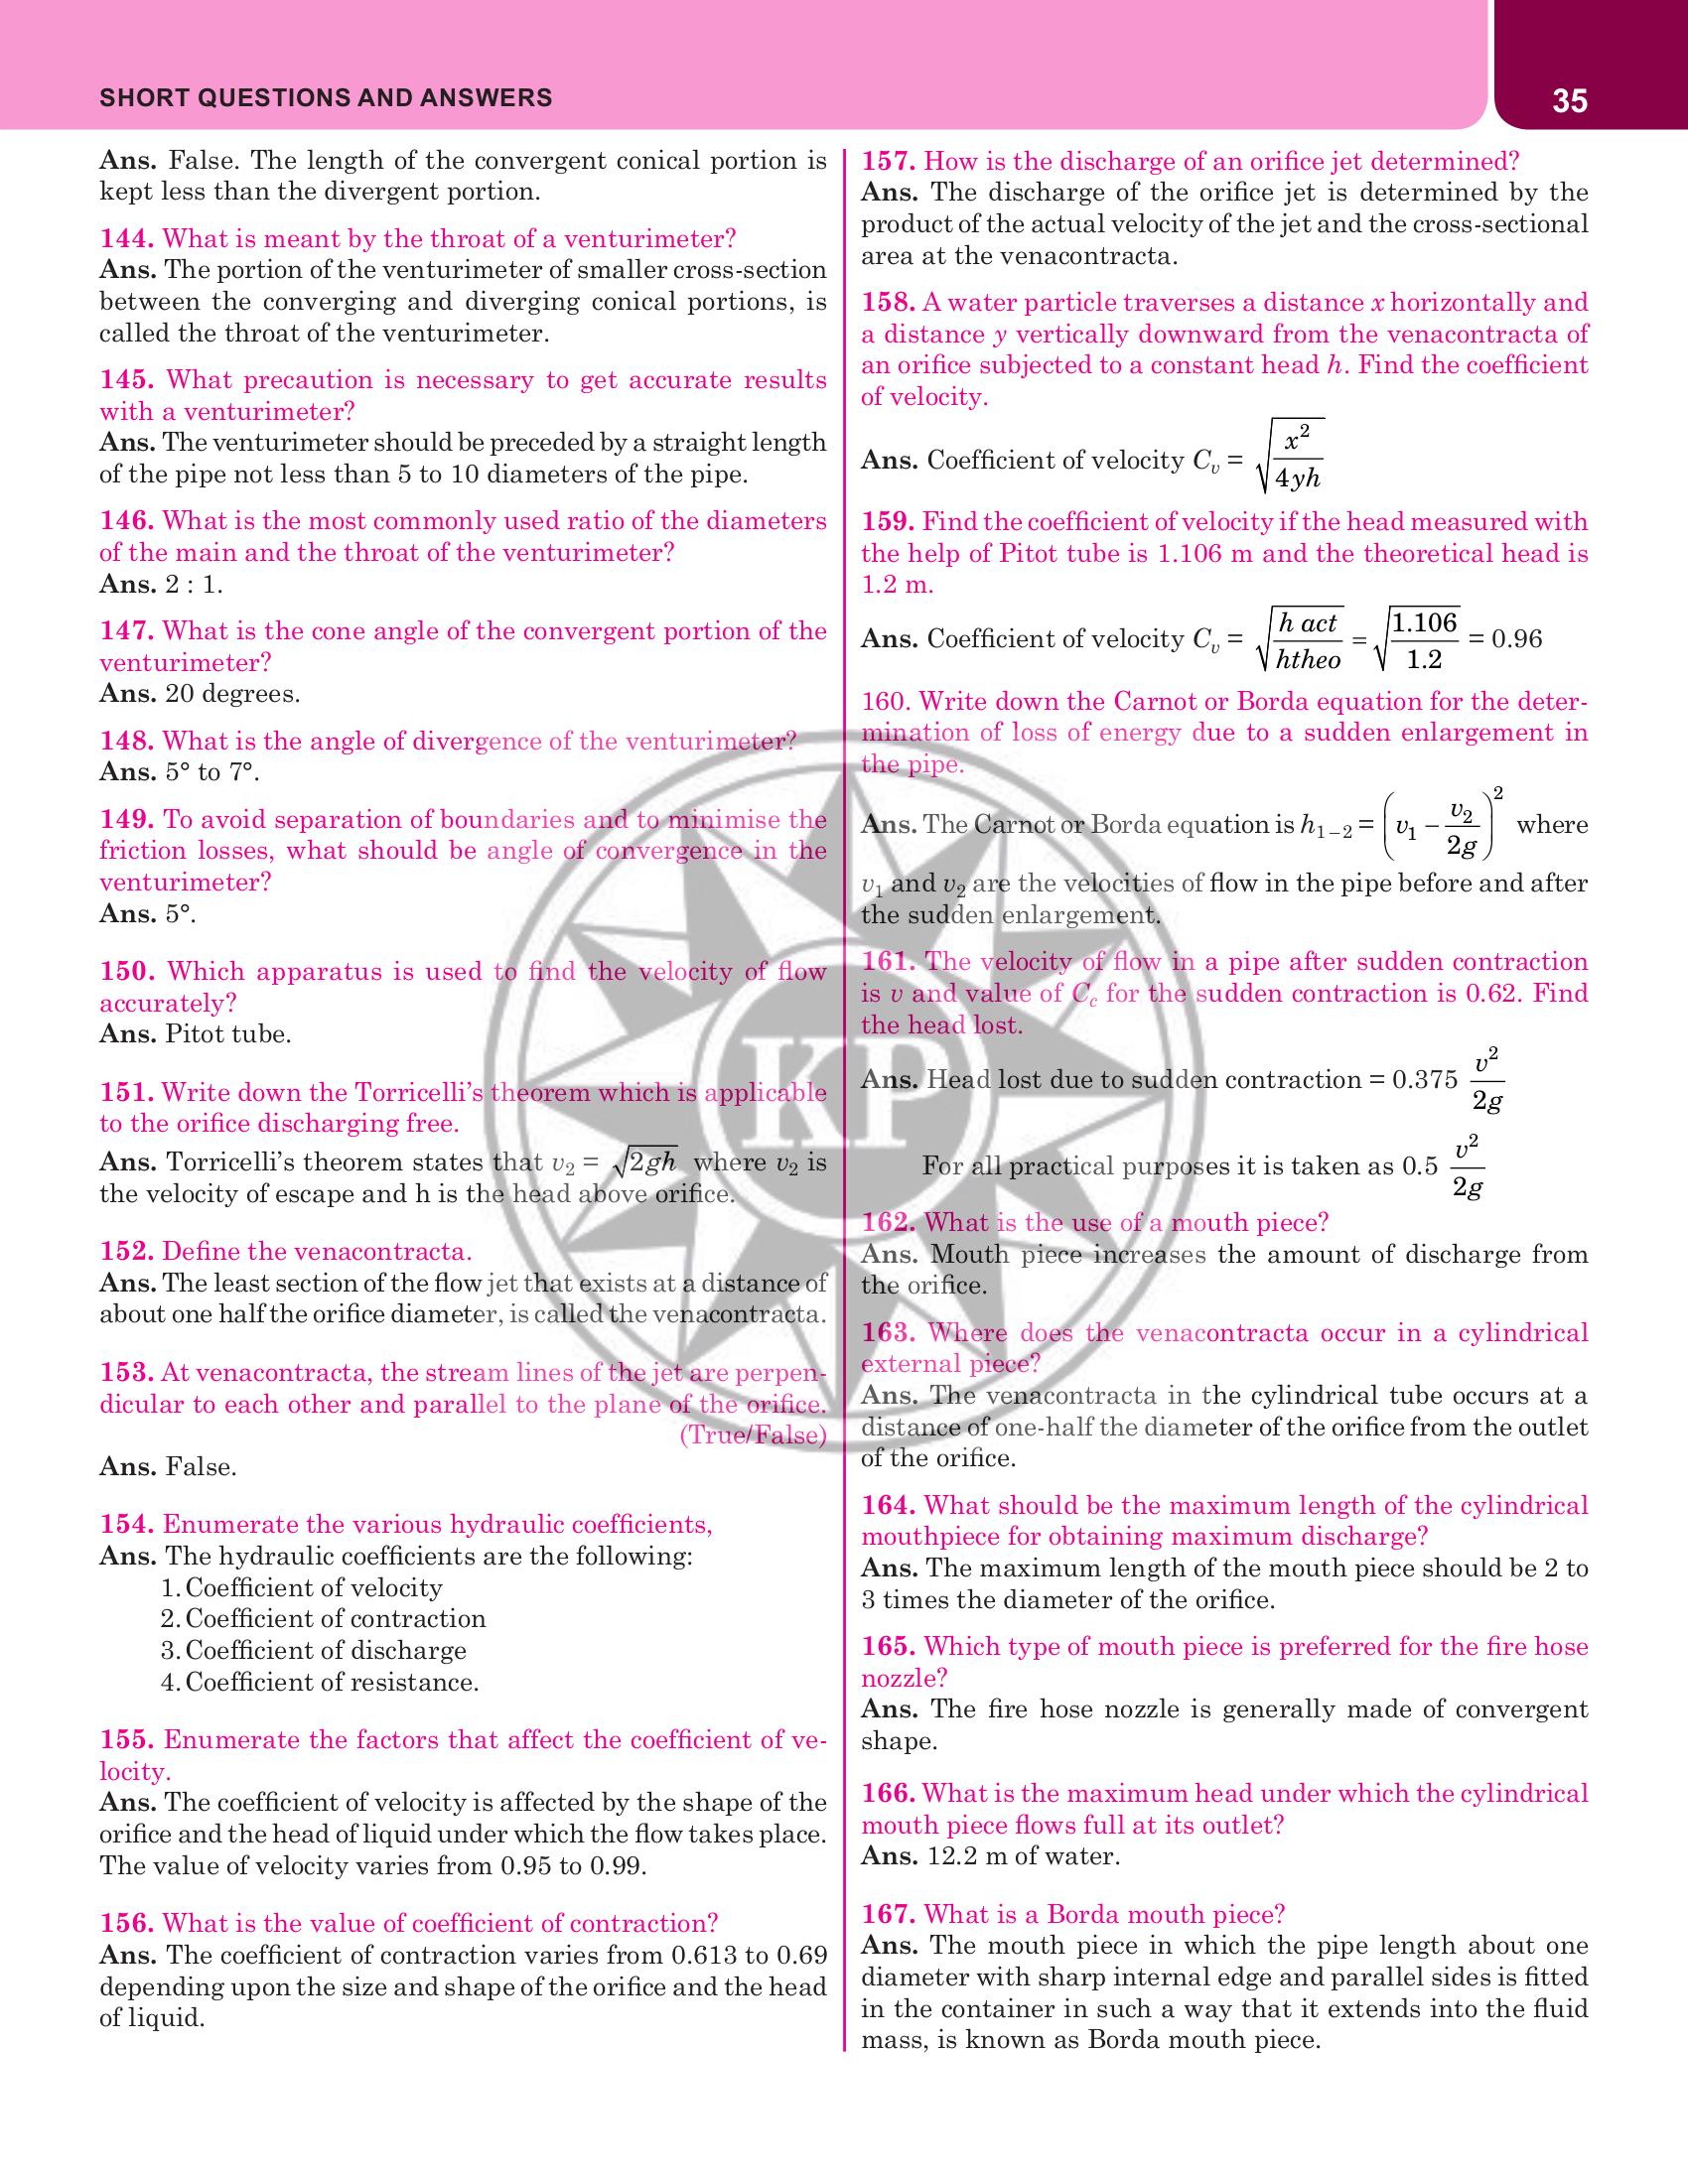 SHORT QUESTIONS AND ANSWERS
35
Ans. False. The length of the convergent conical portion is
kept less than the divergent portion.
144. What is meant by the throat of a venturimeter?
Ans. The portion of the venturimeter of smaller cross-section
between the converging and diverging conical portions, is
called the throat of the venturimeter.
145. What precaution is necessary to get accurate results
with a venturimeter?
Ans. The venturimeter should be preceded by a straight length
of the pipe not less than 5 to 10 diameters of the pipe.
146. What is the most commonly used ratio of the diameters
of the main and the throat of the venturimeter?
Ans. 2 : 1.
147. What is the cone angle of the convergent portion of the
venturimeter?
Ans. 20 degrees.
148. What is the angle of divergence of the venturimeter?
Ans. 5° to 7°.
149. To avoid separation of boundaries and to minimise the
friction losses, what should be angle of convergence in the
venturimeter?
Ans. 5°.
150. Which apparatus is used to find the velocity of flow
accurately?
Ans. Pitot tube.
151. Write down the Torricelli's theorem which is applicable
to the orifice discharging free.
Ans. Torricelli's theorem states that v₂ = √2gh where v₂ is
the velocity of escape and h is the head above orifice.
152. Define the venacontracta.
Ans. The least section of the flow jet that exists at a distance of
about one half the orifice diameter, is called the venacontracta.
153. At venacontracta, the stream lines of the jet are perpen-
dicular to each other and parallel to the plane of the orifice.
(True/False)
Ans. False.
154. Enumerate the various hydraulic coefficients,
Ans. The hydraulic coefficients are the following:
1. Coefficient of velocity
2. Coefficient of contraction
3. Coefficient of discharge
4. Coefficient of resistance.
155. Enumerate the factors that affect the coefficient of ve-
locity.
Ans. The coefficient of velocity is affected by the shape of the
orifice and the head of liquid under which the flow takes place.
The value of velocity varies from 0.95 to 0.99.
156. What is the value of coefficient of contraction?
Ans. The coefficient of contraction varies from 0.613 to 0.69
depending upon the size and shape of the orifice and the head
of liquid.
157. How is the discharge of an orifice jet determined?
Ans. The discharge of the orifice jet is determined by the
product of the actual velocity of the jet and the cross-sectional
area at the venacontracta.
158. A water particle traverses a distance x horizontally and
a distance y vertically downward from the venacontracta of
an orifice subjected to a constant head h. Find the coefficient
of velocity.
Ans. Coefficient of velocity Cᵥ = √(x²/4yh)
159. Find the coefficient of velocity if the head measured with
the help of Pitot tube is 1.106 m and the theoretical head is
1.2 m.
Ans. Coefficient of velocity Cᵥ = √(h act/htheo) = √(1.106/1.2) = 0.96
160. Write down the Carnot or Borda equation for the deter-
mination of loss of energy due to a sudden enlargement in
the pipe.
Ans. The Carnot or Borda equation is h₁₋₂ = (v₁ − v₂/2g)² where
v₁ and v₂ are the velocities of flow in the pipe before and after
the sudden enlargement.
161. The velocity of flow in a pipe after sudden contraction
is v and value of C_c for the sudden contraction is 0.62. Find
the head lost.
Ans. Head lost due to sudden contraction = 0.375 v²/2g
For all practical purposes it is taken as 0.5 v²/2g
162. What is the use of a mouth piece?
Ans. Mouth piece increases the amount of discharge from
the orifice.
163. Where does the venacontracta occur in a cylindrical
external piece?
Ans. The venacontracta in the cylindrical tube occurs at a
distance of one-half the diameter of the orifice from the outlet
of the orifice.
164. What should be the maximum length of the cylindrical
mouthpiece for obtaining maximum discharge?
Ans. The maximum length of the mouth piece should be 2 to
3 times the diameter of the orifice.
165. Which type of mouth piece is preferred for the fire hose
nozzle?
Ans. The fire hose nozzle is generally made of convergent
shape.
166. What is the maximum head under which the cylindrical
mouth piece flows full at its outlet?
Ans. 12.2 m of water.
167. What is a Borda mouth piece?
Ans. The mouth piece in which the pipe length about one
diameter with sharp internal edge and parallel sides is fitted
in the container in such a way that it extends into the fluid
mass, is known as Borda mouth piece.
KP